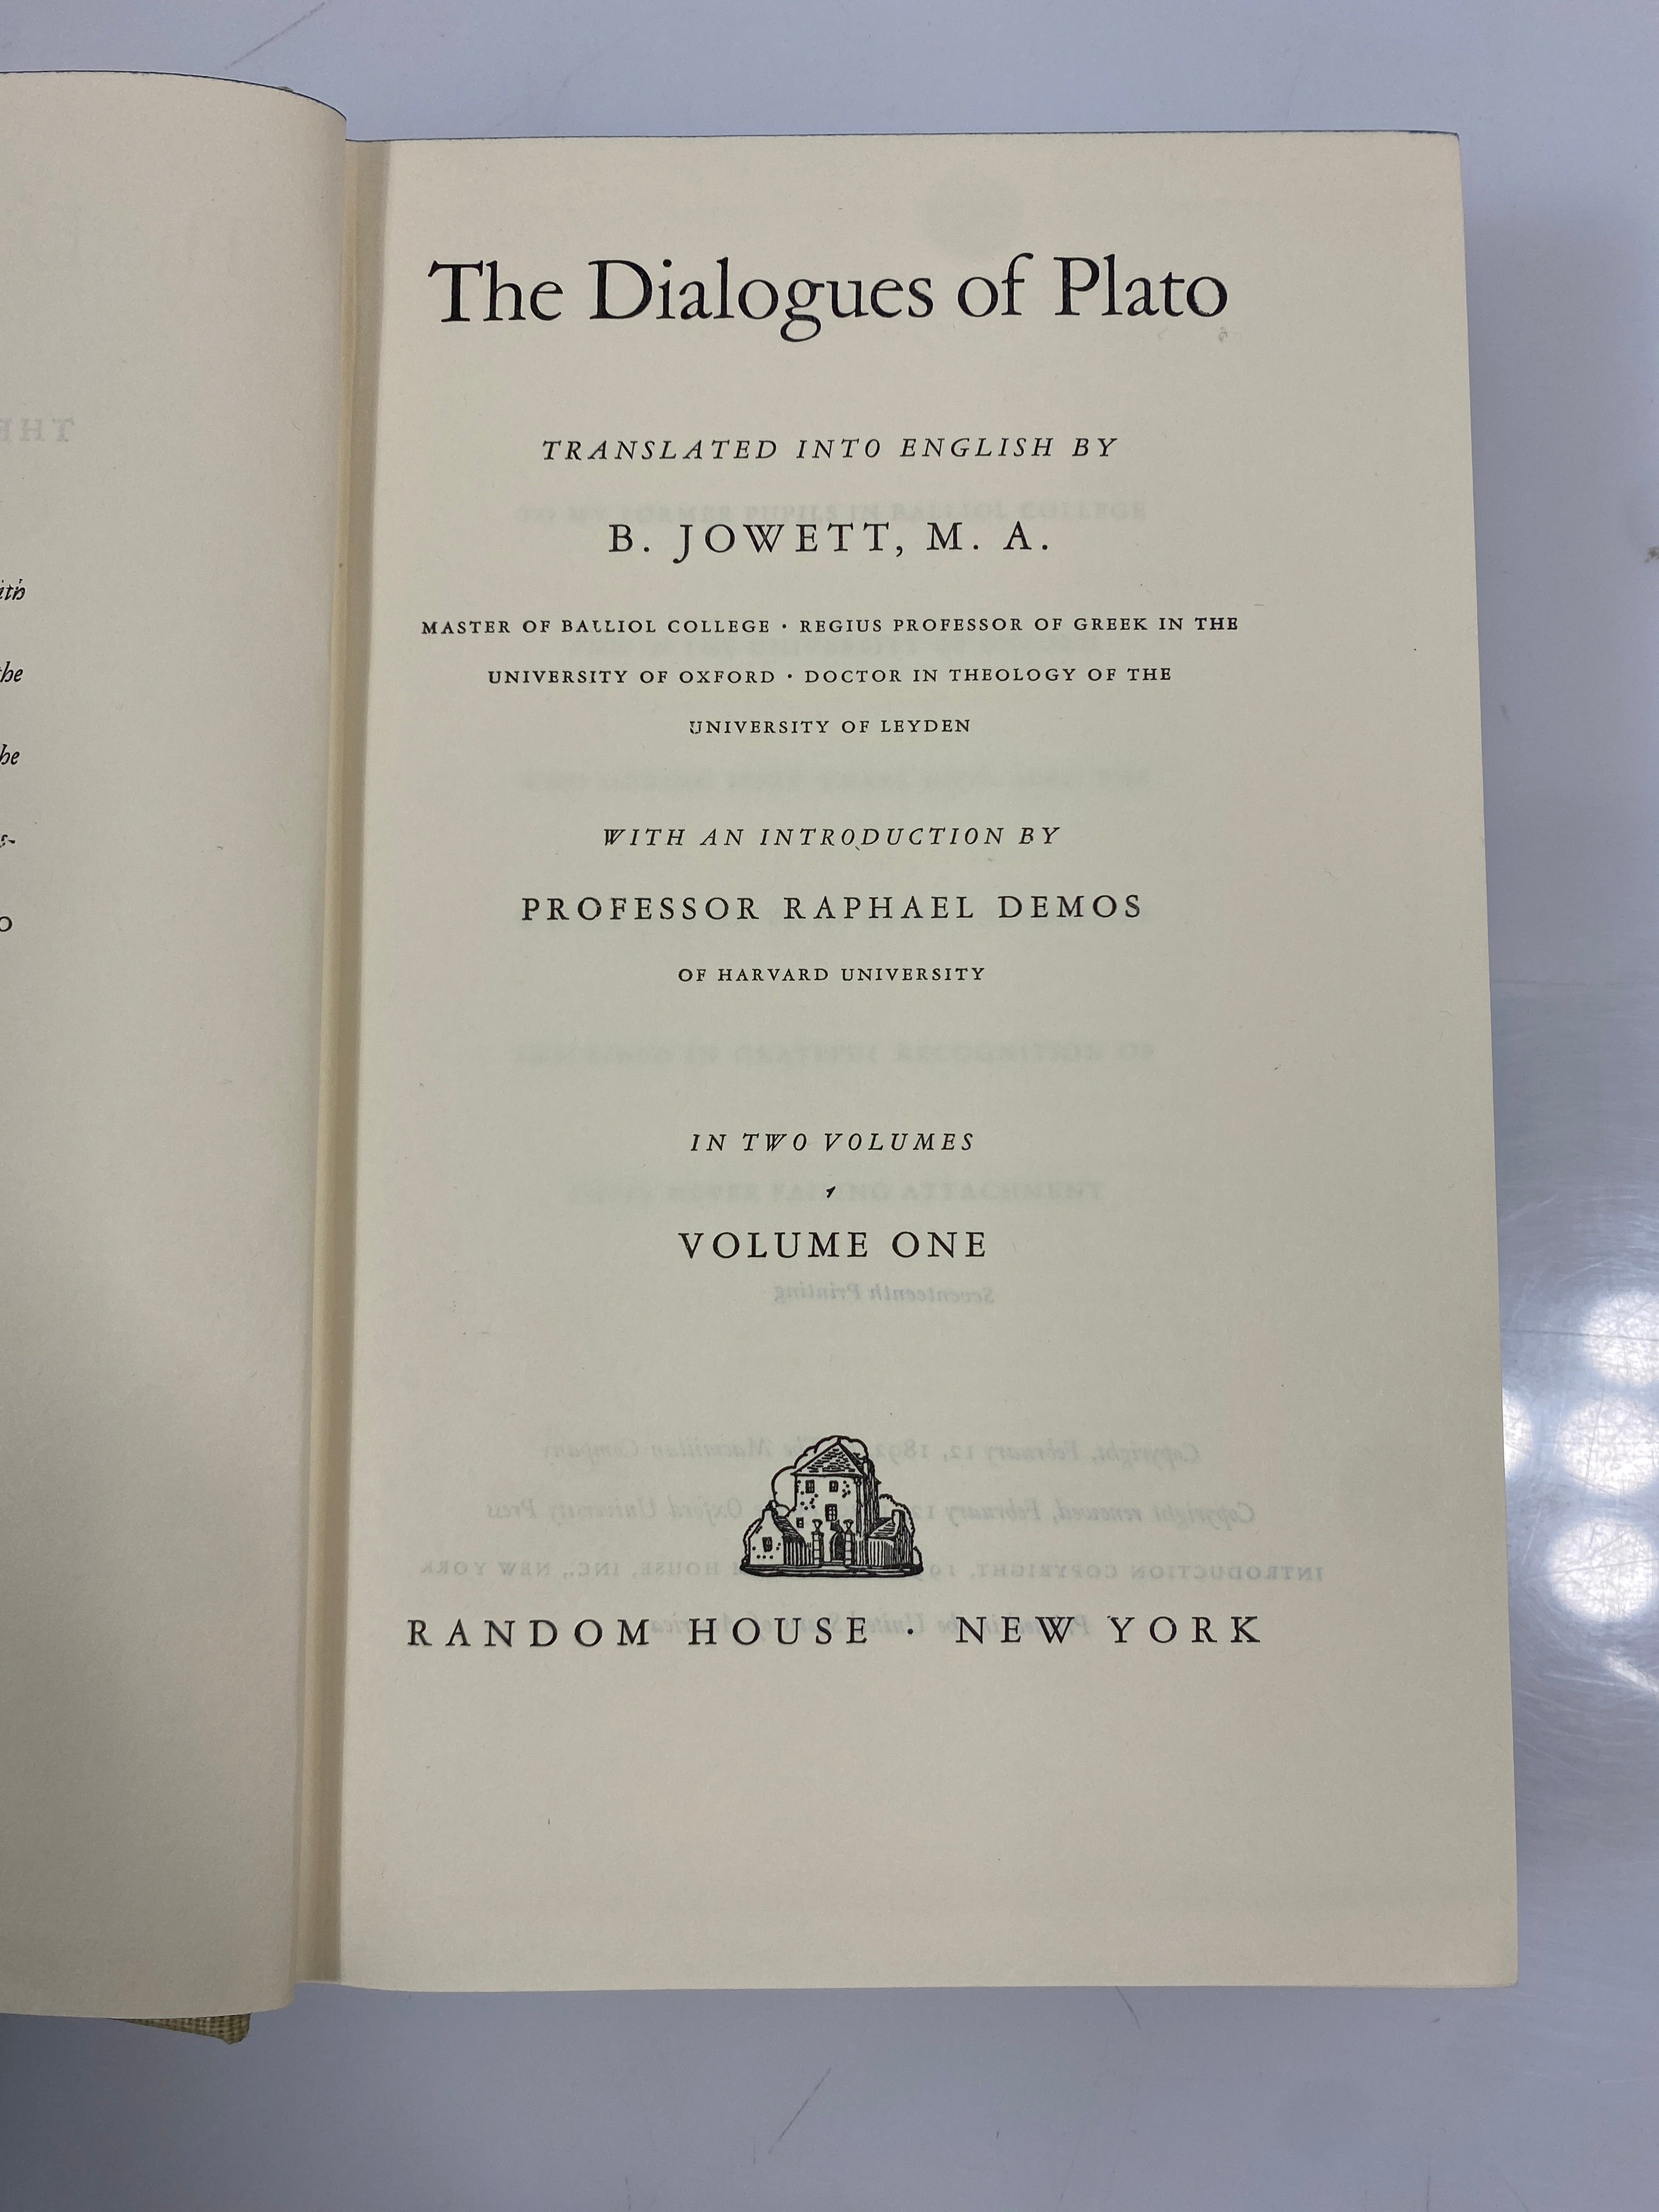 The Dialogues of Plato
TRANSLATED INTO ENGLISH BY
B. JOWETT, M. A.
MASTER OF BALLIOL COLLEGE · REGIUS PROFESSOR OF GREEK IN THE
UNIVERSITY OF OXFORD · DOCTOR IN THEOLOGY OF THE
UNIVERSITY OF LEYDEN
WITH AN INTRODUCTION BY
PROFESSOR RAPHAEL DEMOS
OF HARVARD UNIVERSITY
IN TWO VOLUMES
VOLUME ONE
RANDOM HOUSE · NEW YORK